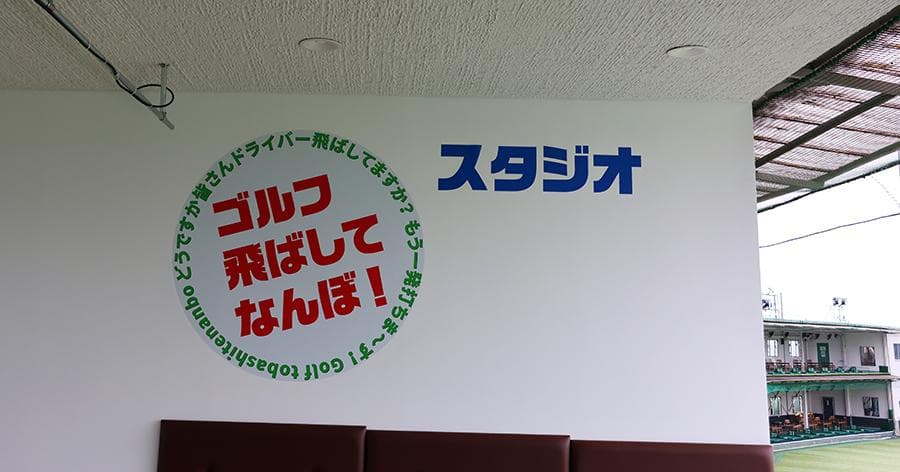 どうですか皆さんドライバー飛ばしてますか？もう一発打ちま〜す！Golf tobashitenanbo
ゴルフ
飛ばして
なんぼ！
スタジオ